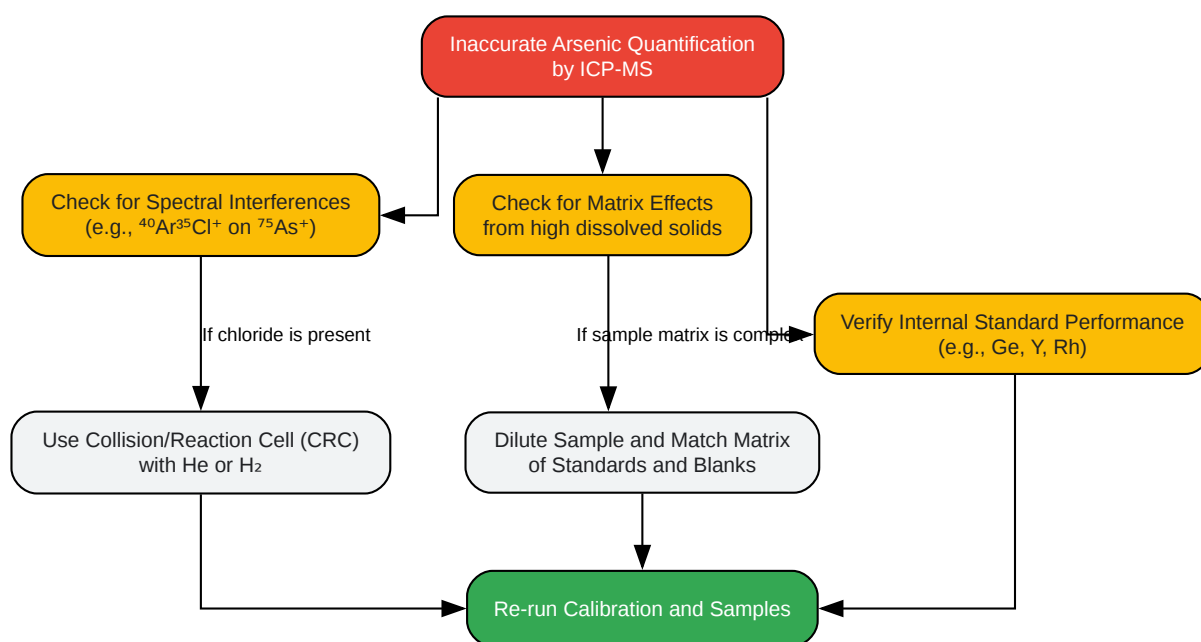 Inaccurate Arsenic Quantification
by ICP-MS
Check for Spectral Interferences
(e.g., ⁴⁰Ar³⁵Cl⁺ on ⁷⁵As⁺)
Check for Matrix Effects
from high dissolved solids
Verify Internal Standard Performance
(e.g., Ge, Y, Rh)
If chloride is present
If sample matrix is complex
Use Collision/Reaction Cell (CRC)
with He or H₂
Dilute Sample and Match Matrix
of Standards and Blanks
Re-run Calibration and Samples